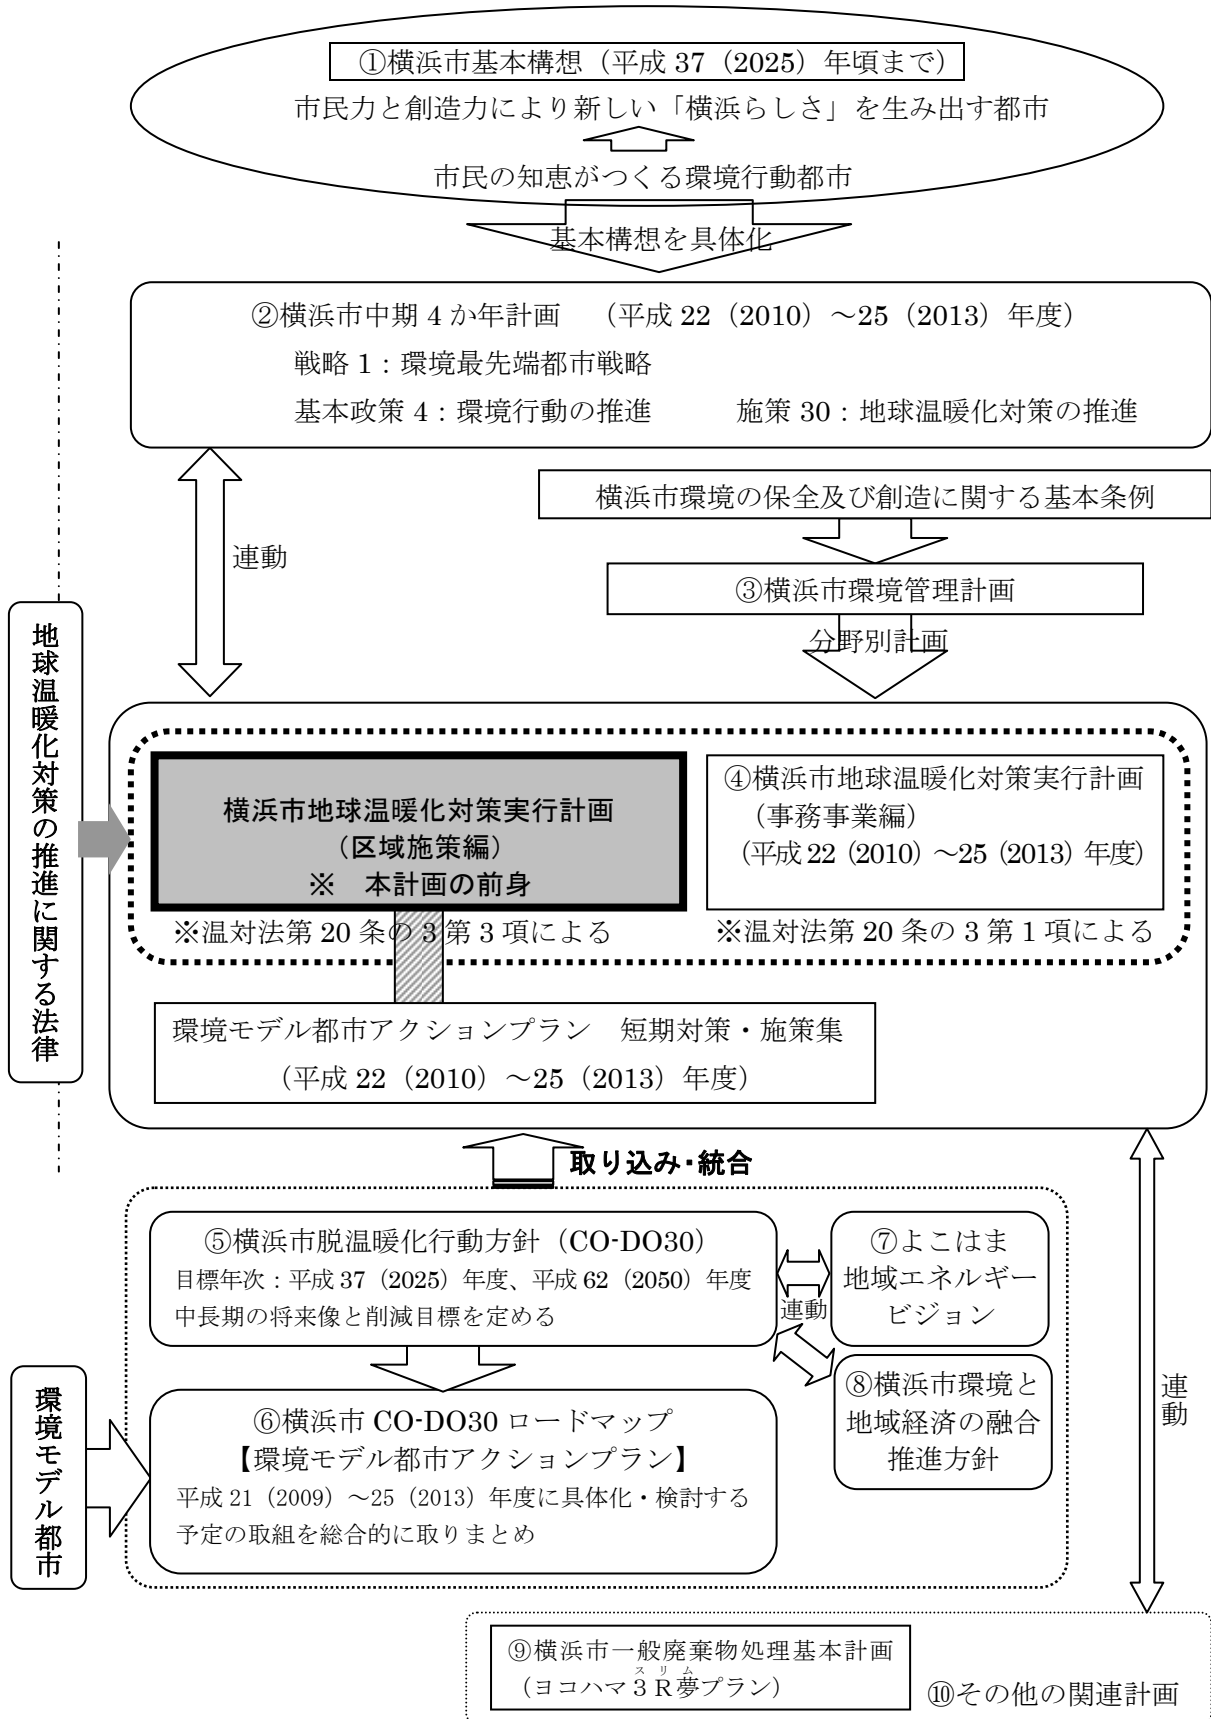 ①横浜市基本構想（平成 37（2025）年頃まで）
市民力と創造力により新しい「横浜らしさ」を生み出す都市
市民の知恵がつくる環境行動都市
基本構想を具体化
②横浜市中期 4 か年計画　（平成 22（2010）～25（2013）年度）
戦略 1：環境最先端都市戦略
基本政策 4：環境行動の推進　　施策 30：地球温暖化対策の推進
横浜市環境の保全及び創造に関する基本条例
連動
③横浜市環境管理計画
分野別計画
地球温暖化対策の推進に関する法律
横浜市地球温暖化対策実行計画
（区域施策編）
※　本計画の前身
※温対法第 20 条の 3 第 3 項による
④横浜市地球温暖化対策実行計画
（事務事業編）
（平成 22（2010）～25（2013）年度）
※温対法第 20 条の 3 第 1 項による
環境モデル都市アクションプラン　短期対策・施策集
（平成 22（2010）～25（2013）年度）
取り込み・統合
⑤横浜市脱温暖化行動方針（CO-DO30）
目標年次：平成 37（2025）年度、平成 62（2050）年度
中長期の将来像と削減目標を定める
連動
⑦よこはま
地域エネルギー
ビジョン
⑧横浜市環境と
地域経済の融合
推進方針
連動
環境モデル都市
⑥横浜市 CO-DO30 ロードマップ
【環境モデル都市アクションプラン】
平成 21（2009）～25（2013）年度に具体化・検討する
予定の取組を総合的に取りまとめ
⑨横浜市一般廃棄物処理基本計画
スリム
（ヨコハマ３Ｒ夢プラン）
⑩その他の関連計画